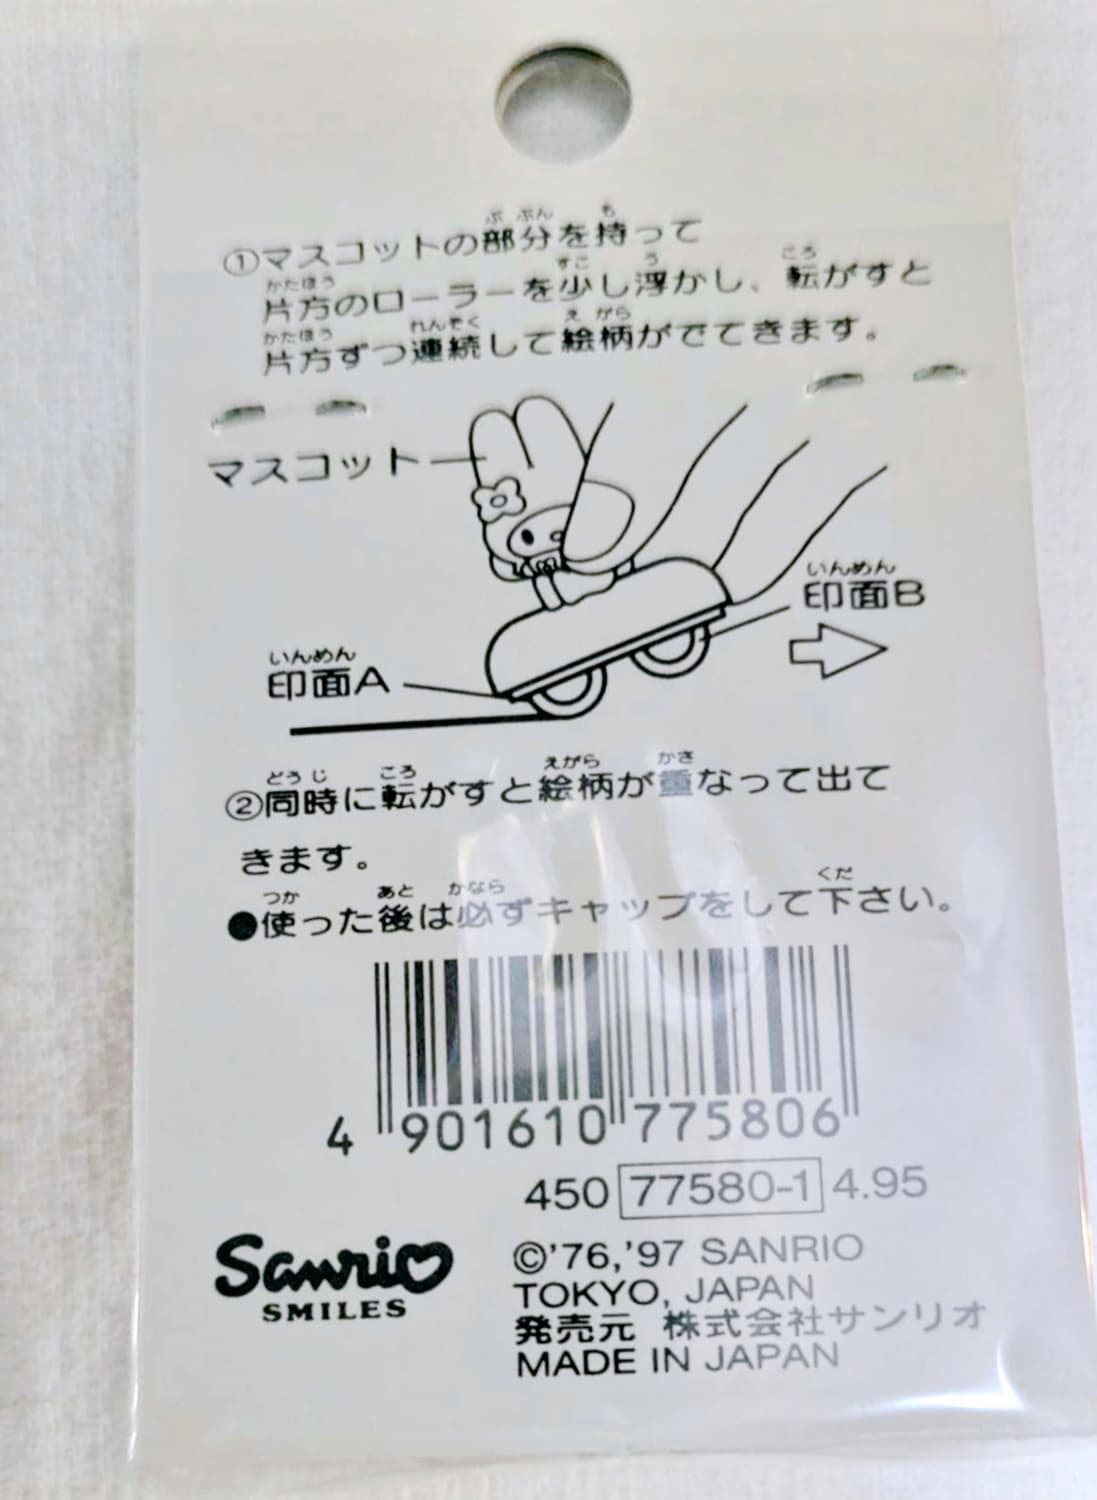 ①マスコットの部分を持って
片方のローラーを少し浮かし、転がすと
片方ずつ連続して絵柄がでてきます。
マスコット
印面B
印面A
②同時に転がすと絵柄が重なって出て
きます。
●使った後は必ずキャップをして下さい。
4 901610 775806
450 77580-1 4.95
Sanrio
SMILES
©'76,'97 SANRIO
TOKYO, JAPAN
発売元 株式会社サンリオ
MADE IN JAPAN